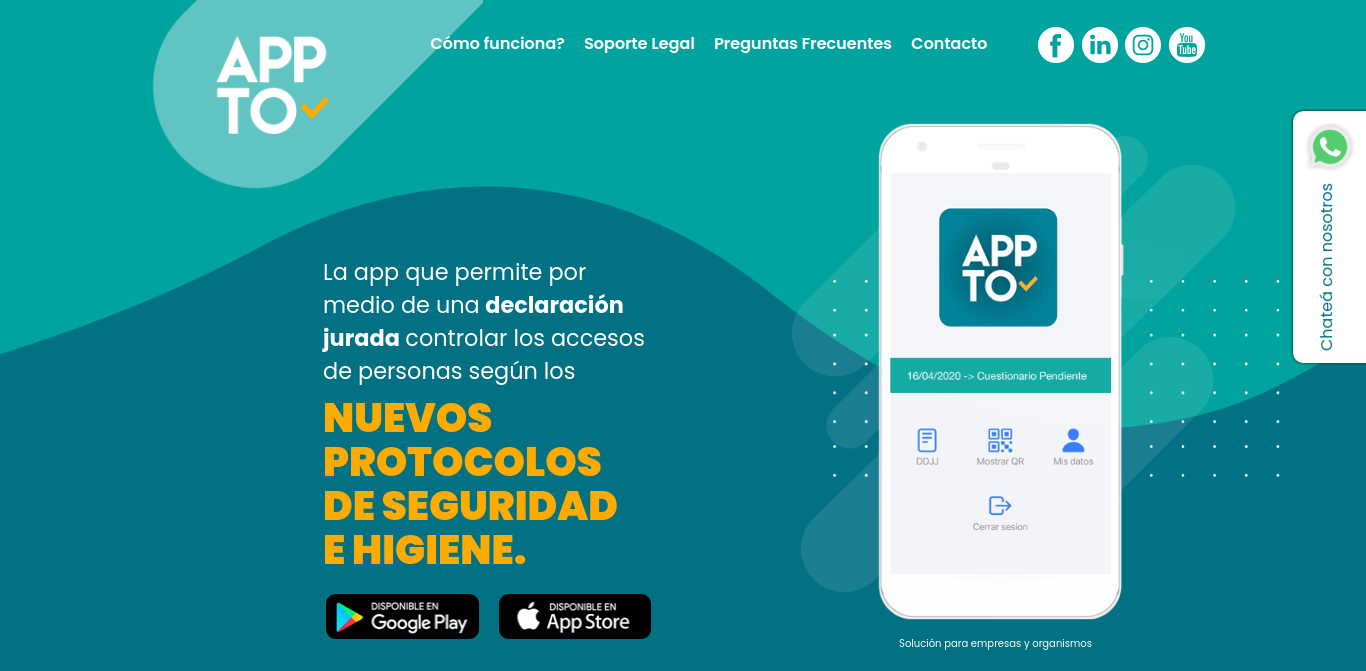 APP
TO
Cómo funciona?
Soporte Legal
Preguntas Frecuentes
Contacto
You
Tube
Chateá con nosotros
La app que permite por
medio de una declaración
jurada controlar los accesos
de personas según los
NUEVOS
PROTOCOLOS
DE SEGURIDAD
E HIGIENE.
DISPONIBLE EN
Google Play
DISPONIBLE EN
App Store
APP
TO
16/04/2020 -> Cuestionario Pendiente
DDJJ
Mostrar QR
Mis datos
Cerrar sesion
Solución para empresas y organismos